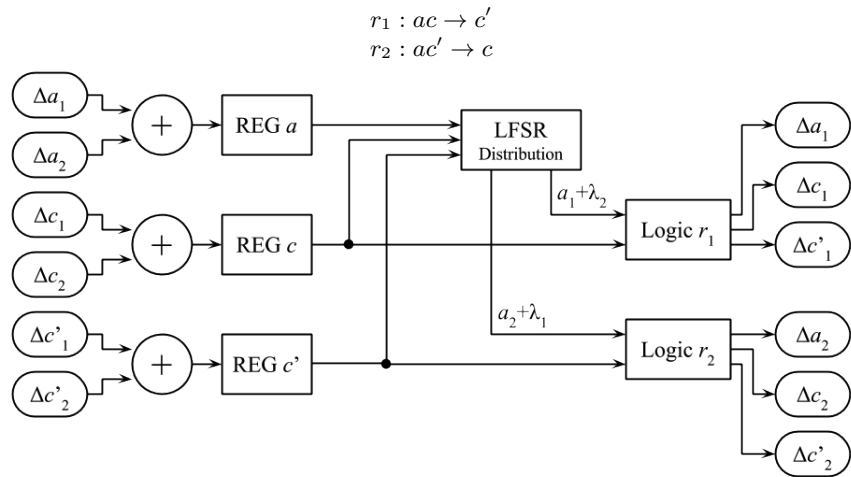 r₁ : ac → c′
r₂ : ac′ → c
Δa₁
Δa₂
+
REG a
LFSR
Distribution
Δa₁
Δc₁
Δc'₁
a₁+λ₂
Logic r₁
Δc₁
Δc₂
+
REG c
Δc'₁
Δc'₂
+
REG c'
a₂+λ₁
Logic r₂
Δa₂
Δc₂
Δc'₂